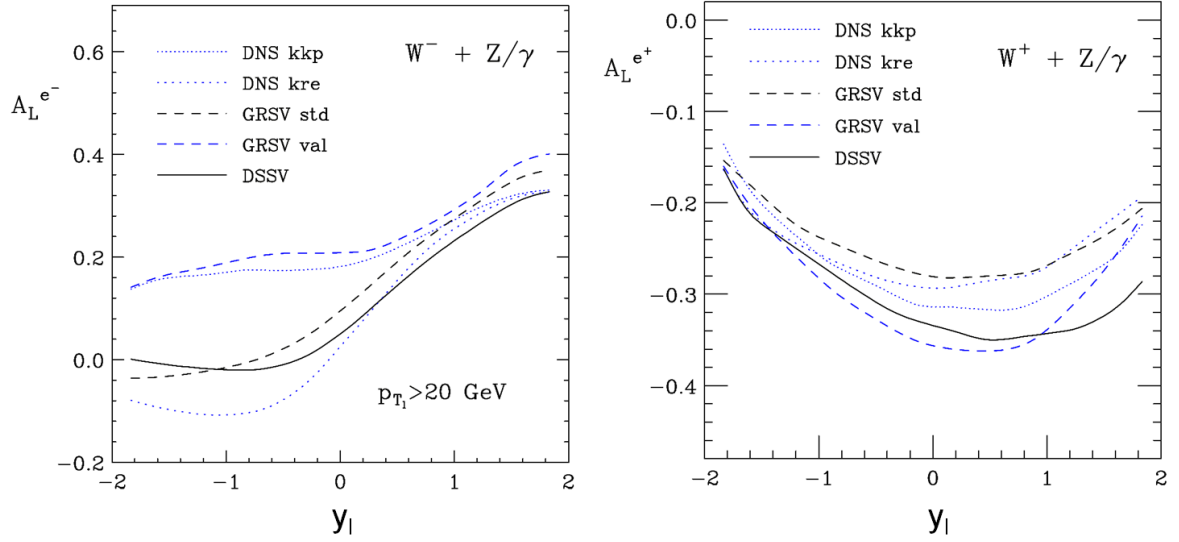 0.6
0.4
0.2
0.0
−0.2
A_L^{e^-}
DNS kkp
DNS kre
GRSV std
GRSV val
DSSV
W^- + Z/γ
p_{T_l}>20 GeV
−2 −1 0 1 2
y_l
0.0
−0.1
−0.2
−0.3
−0.4
A_L^{e^+}
DNS kkp
DNS kre
GRSV std
GRSV val
DSSV
W^+ + Z/γ
−2 −1 0 1 2
y_l